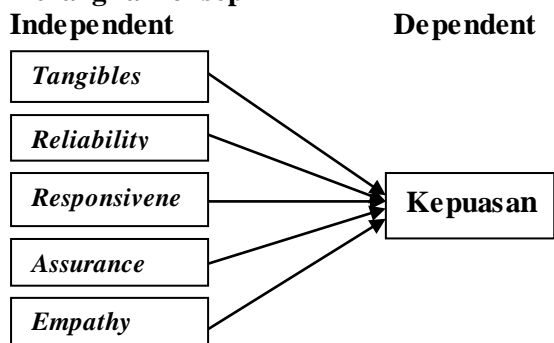 Independent Dependent
Tangibles
Reliability
Responsivene
Kepuasan
Assurance
Empathy